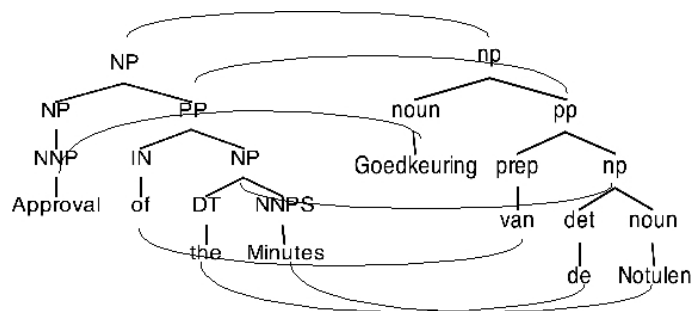 NP np
NP PP noun pp
NNP IN NP Goedkeuring prep np
Approval of DT NNPS van det noun
the Minutes de Notulen